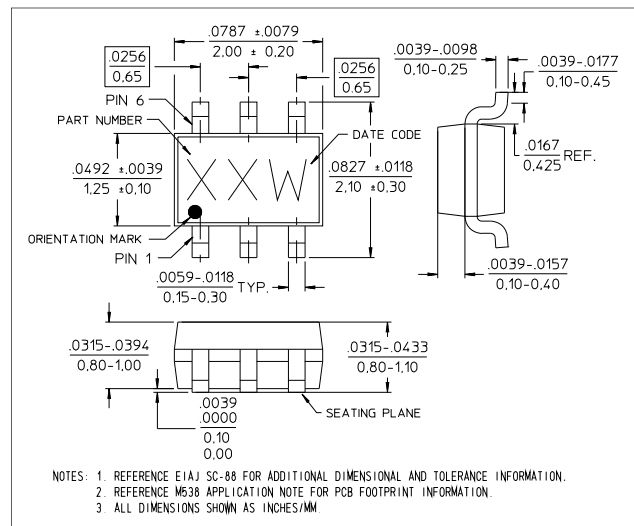 .0787 ±.0079
2,00 ± 0,20
.0256
0,65
.0256
0,65
.0039-.0098
0,10-0,25
.0039-.0177
0,10-0,45
PIN 6
PART NUMBER
DATE CODE
.0492 ±.0039
1,25 ±0,10
XXW
.0827 ±.0118
2,10 ±0,30
.0167
0,425
REF.
ORIENTATION MARK
PIN 1
.0059-.0118
0,15-0,30
TYP.
.0039-.0157
0,10-0,40
.0315-.0394
0,80-1,00
.0315-.0433
0,80-1,10
.0039
.0000
0,10
0,00
SEATING PLANE
NOTES: 1. REFERENCE EIAJ SC-88 FOR ADDITIONAL DIMENSIONAL AND TOLERANCE INFORMATION.
2. REFERENCE M538 APPLICATION NOTE FOR PCB FOOTPRINT INFORMATION.
3. ALL DIMENSIONS SHOWN AS INCHES/MM.